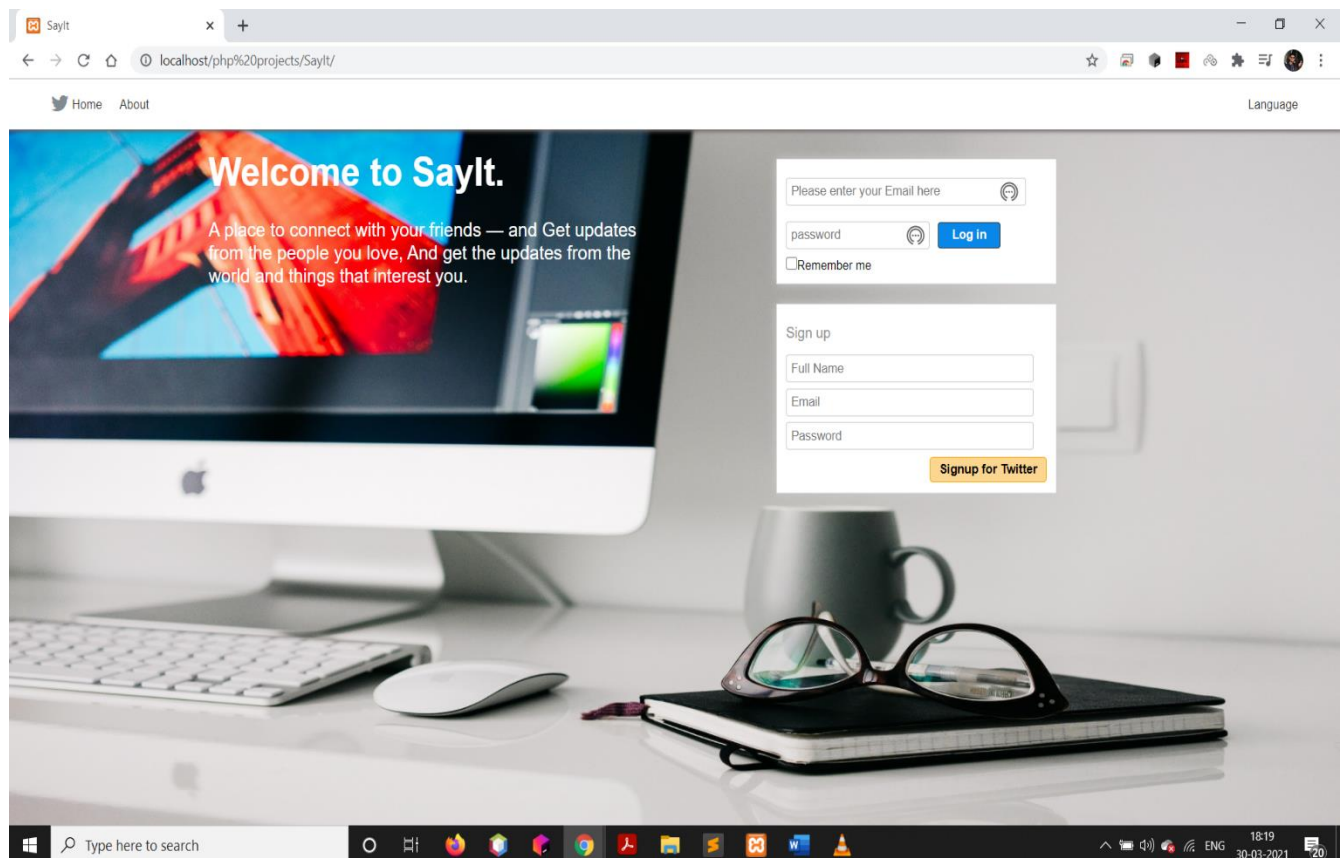 SayIt
localhost/php%20projects/SayIt/
Home About
Language
Welcome to SayIt.
A place to connect with your friends — and Get updates
from the people you love, And get the updates from the
world and things that interest you.
Please enter your Email here
password
Log in
Remember me
Sign up
Full Name
Email
Password
Signup for Twitter
Type here to search
ENG
18:19
30-03-2021
20